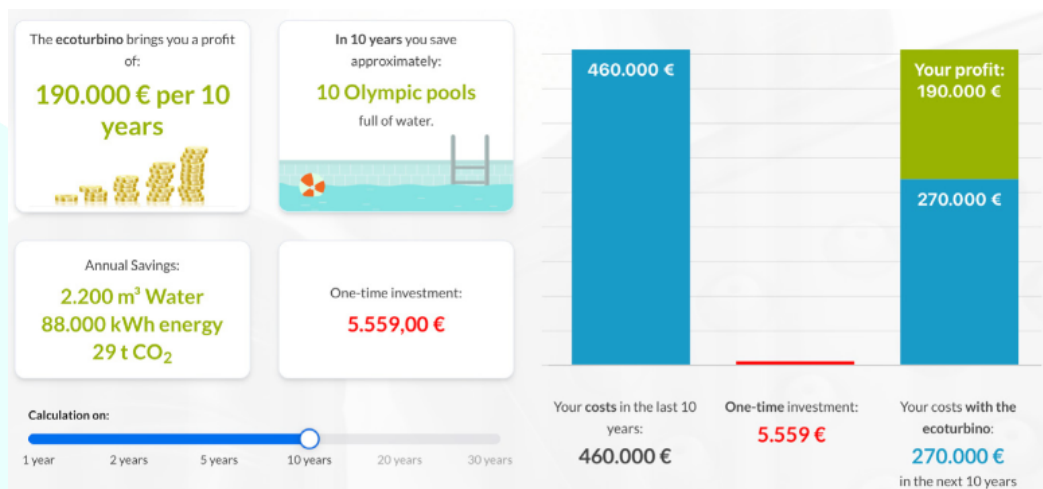 The ecoturbino brings you a profit
of:
190.000 € per 10
years
In 10 years you save
approximately:
10 Olympic pools
full of water.
Annual Savings:
2.200 m³ Water
88.000 kWh energy
29 t CO₂
One-time investment:
5.559,00 €
Calculation on:
1 year 2 years 5 years 10 years 20 years 30 years
460.000 €
Your profit:
190.000 €
270.000 €
Your costs in the last 10
years:
460.000 €
One-time investment:
5.559 €
Your costs with the
ecoturbino:
270.000 €
in the next 10 years